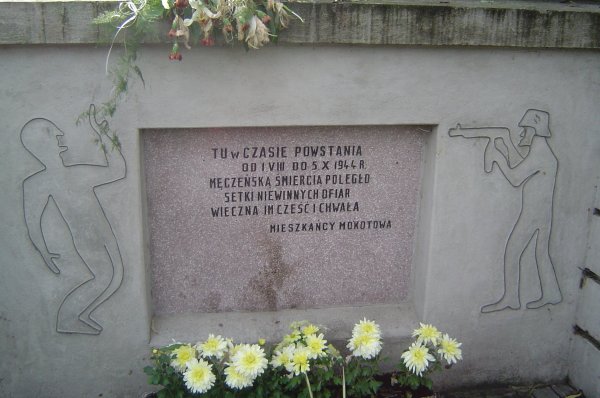 TU W CZASIE POWSTANIA
OD 1.VIII DO 5.X 1944 R.
MĘCZEŃSKĄ ŚMIERCIĄ POLEGŁO
SETKI NIEWINNYCH OFIAR
WIECZNA IM CZEŚĆ I CHWAŁA
MIESZKAŃCY MOKOTOWA